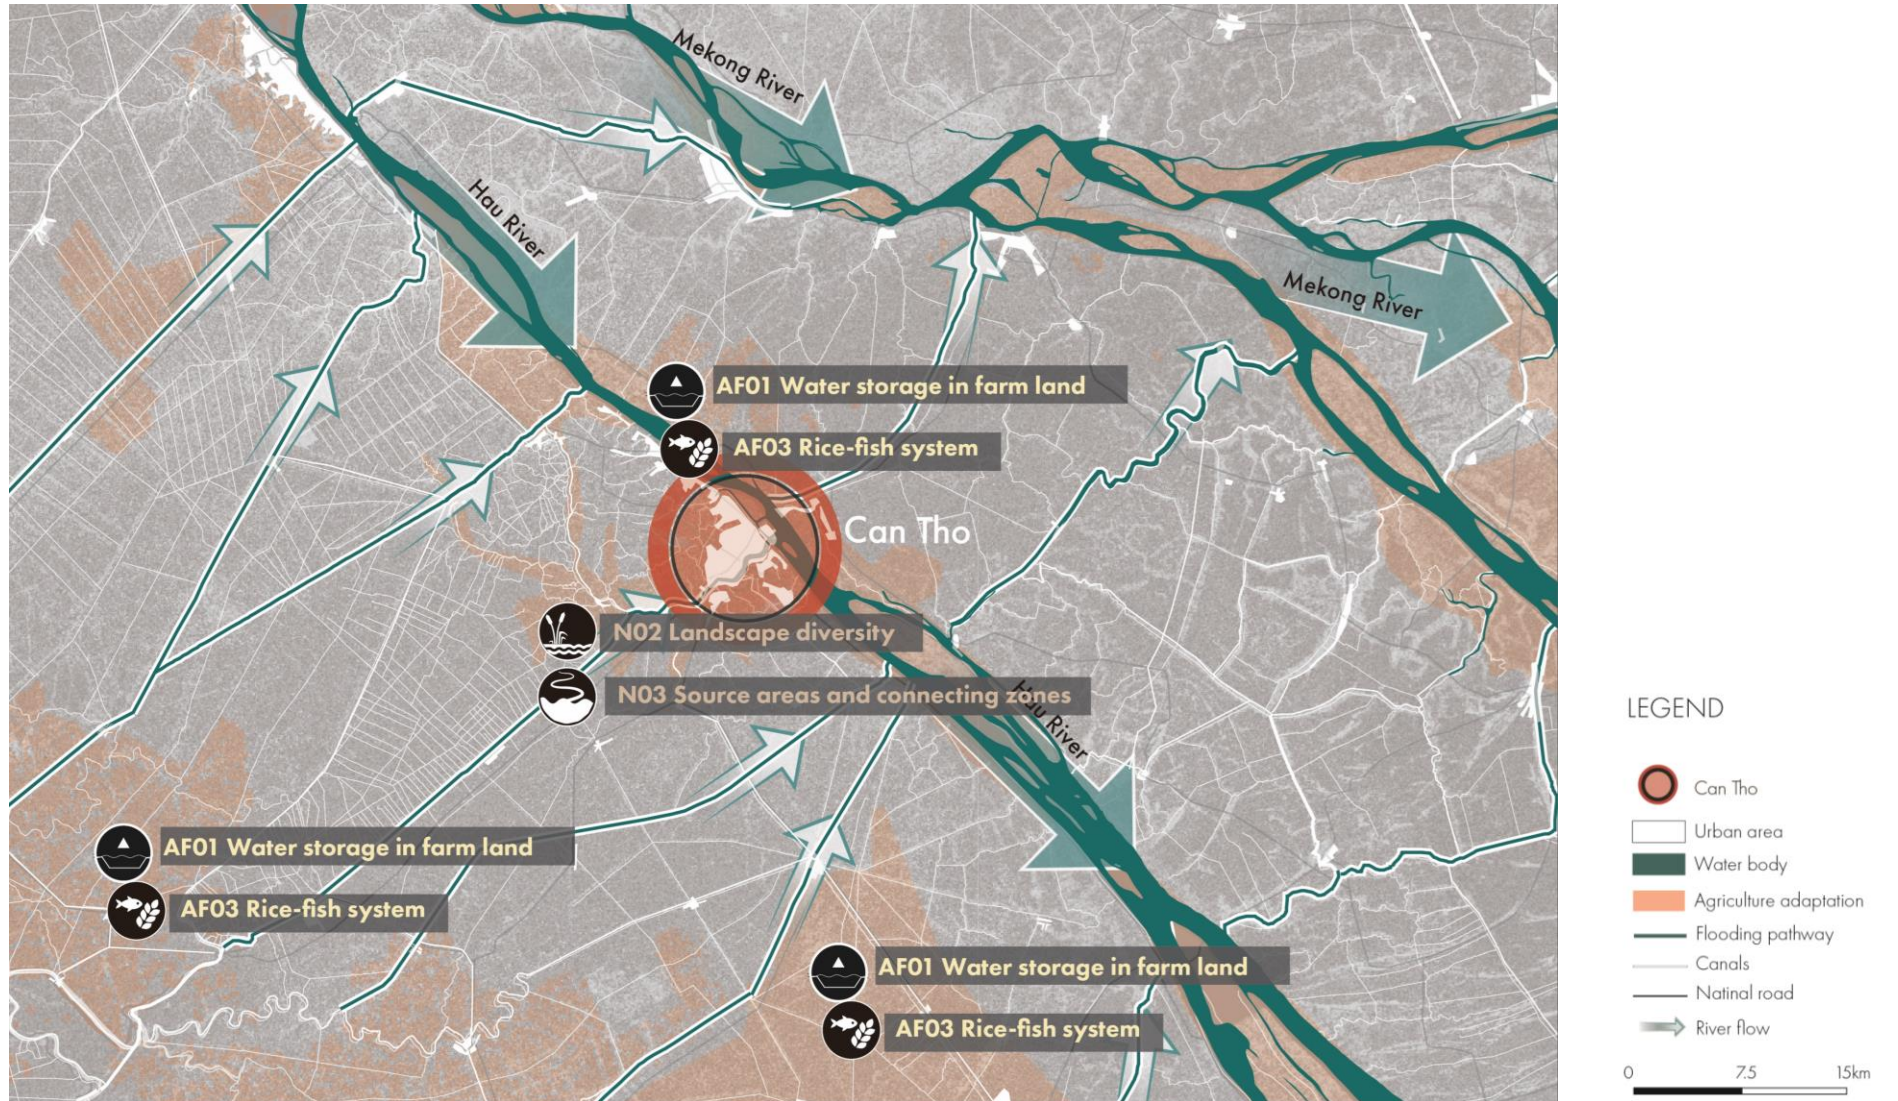 Mekong River
Hau River
Mekong River
AF01 Water storage in farm land
AF03 Rice-fish system
Can Tho
N02 Landscape diversity
N03 Source areas and connecting zones
Hau River
AF01 Water storage in farm land
AF03 Rice-fish system
AF01 Water storage in farm land
AF03 Rice-fish system
LEGEND
Can Tho
Urban area
Water body
Agriculture adaptation
Flooding pathway
Canals
Natinal road
River flow
0 7.5 15km